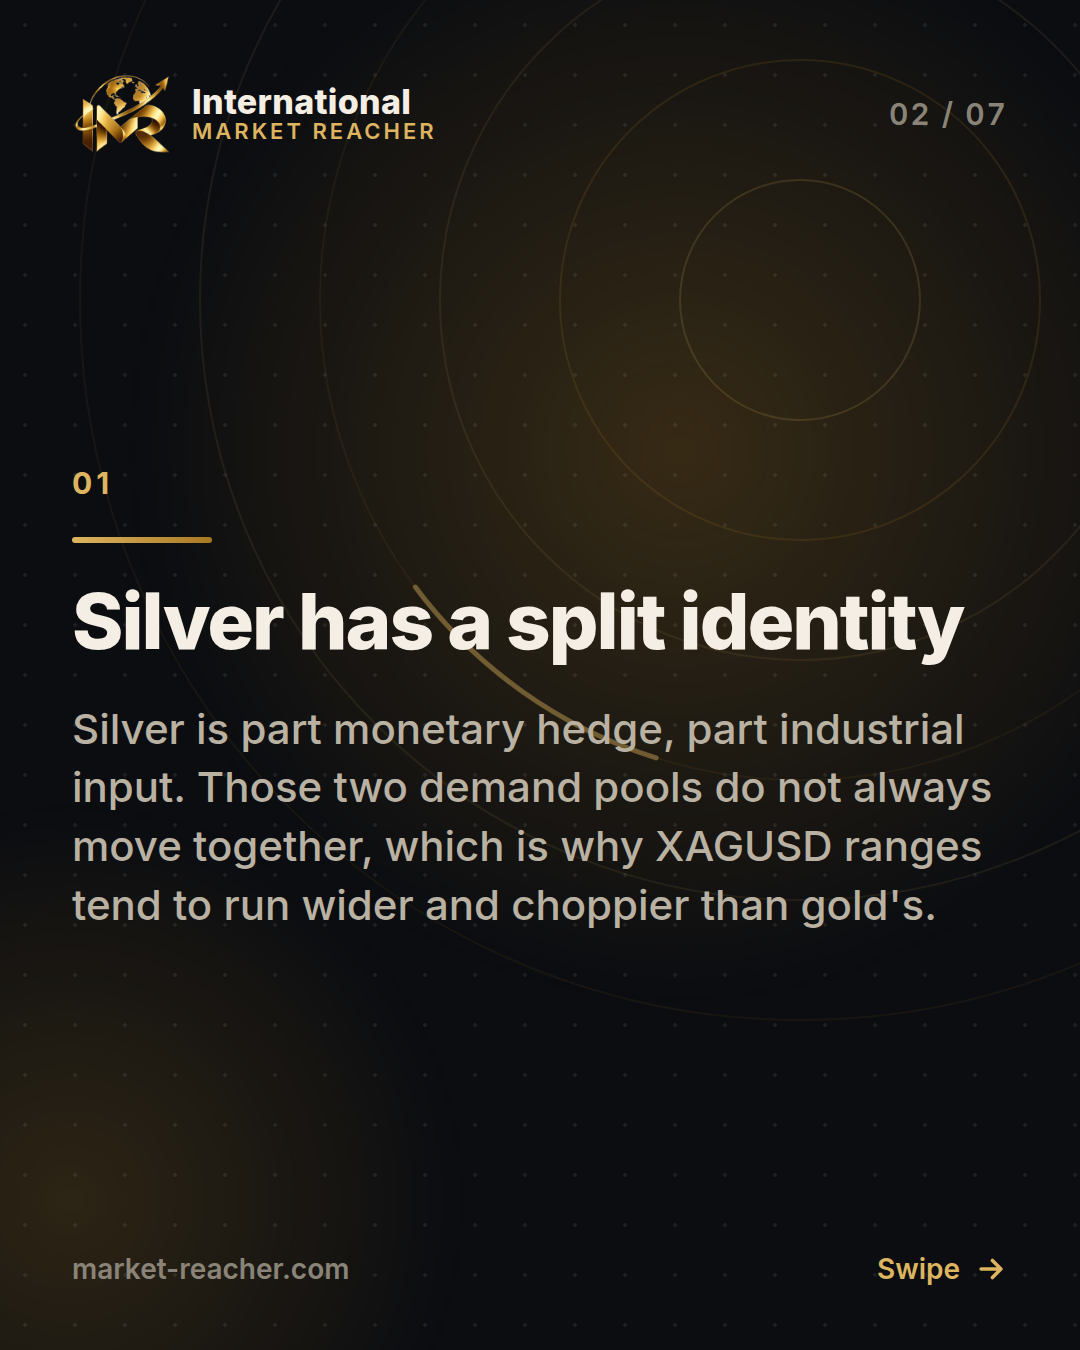 International
MARKET REACHER
02 / 07
01
Silver has a split identity
Silver is part monetary hedge, part industrial
input. Those two demand pools do not always
move together, which is why XAGUSD ranges
tend to run wider and choppier than gold's.
market-reacher.com
Swipe →